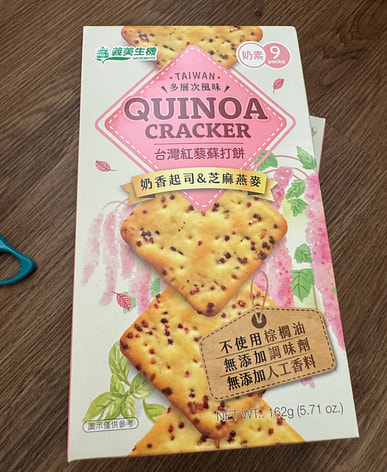 義美生機
奶素 9
packs
TAIWAN
多層次風味
QUINOA
CRACKER
台灣紅藜蘇打餅
奶香起司&芝麻燕麥
不使用棕櫚油
無添加調味劑
無添加人工香料
NET WT. 162g (5.71 oz.)
圖示僅供參考